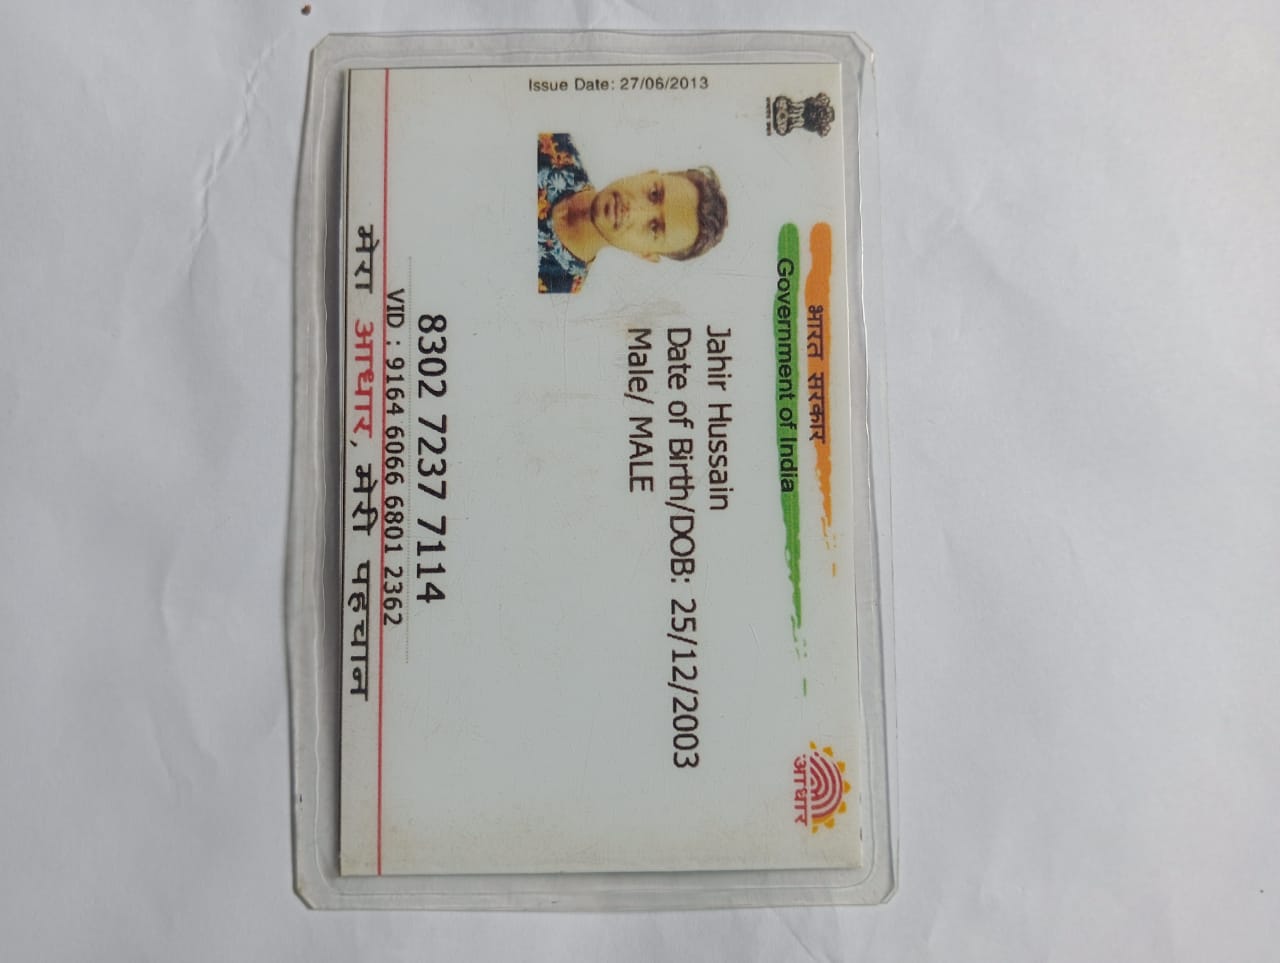 Issue Date: 27/06/2013
भारत सरकार
Government of India
आधार
Jahir Hussain
Date of Birth/DOB: 25/12/2003
Male/ MALE
8302 7237 7114
VID : 9164 6066 6801 2362
मेरा आधार, मेरी पहचान